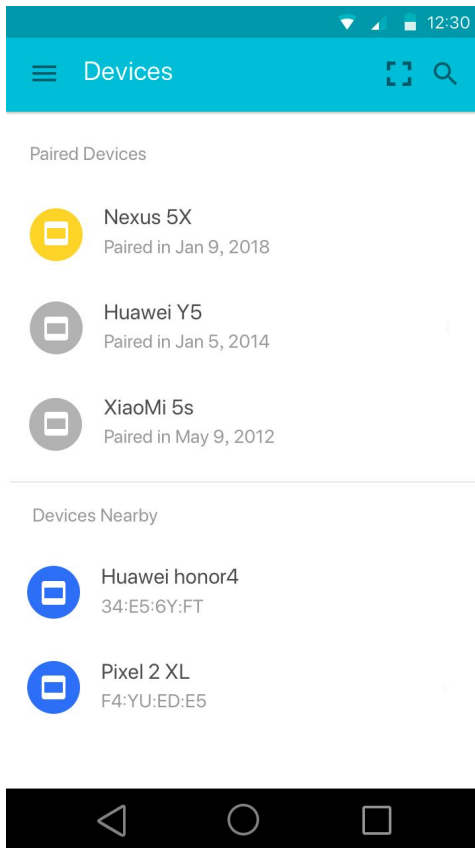 12:30
Devices
Paired Devices
Nexus 5X
Paired in Jan 9, 2018
Huawei Y5
Paired in Jan 5, 2014
XiaoMi 5s
Paired in May 9, 2012
Devices Nearby
Huawei honor4
34:E5:6Y:FT
Pixel 2 XL
F4:YU:ED:E5